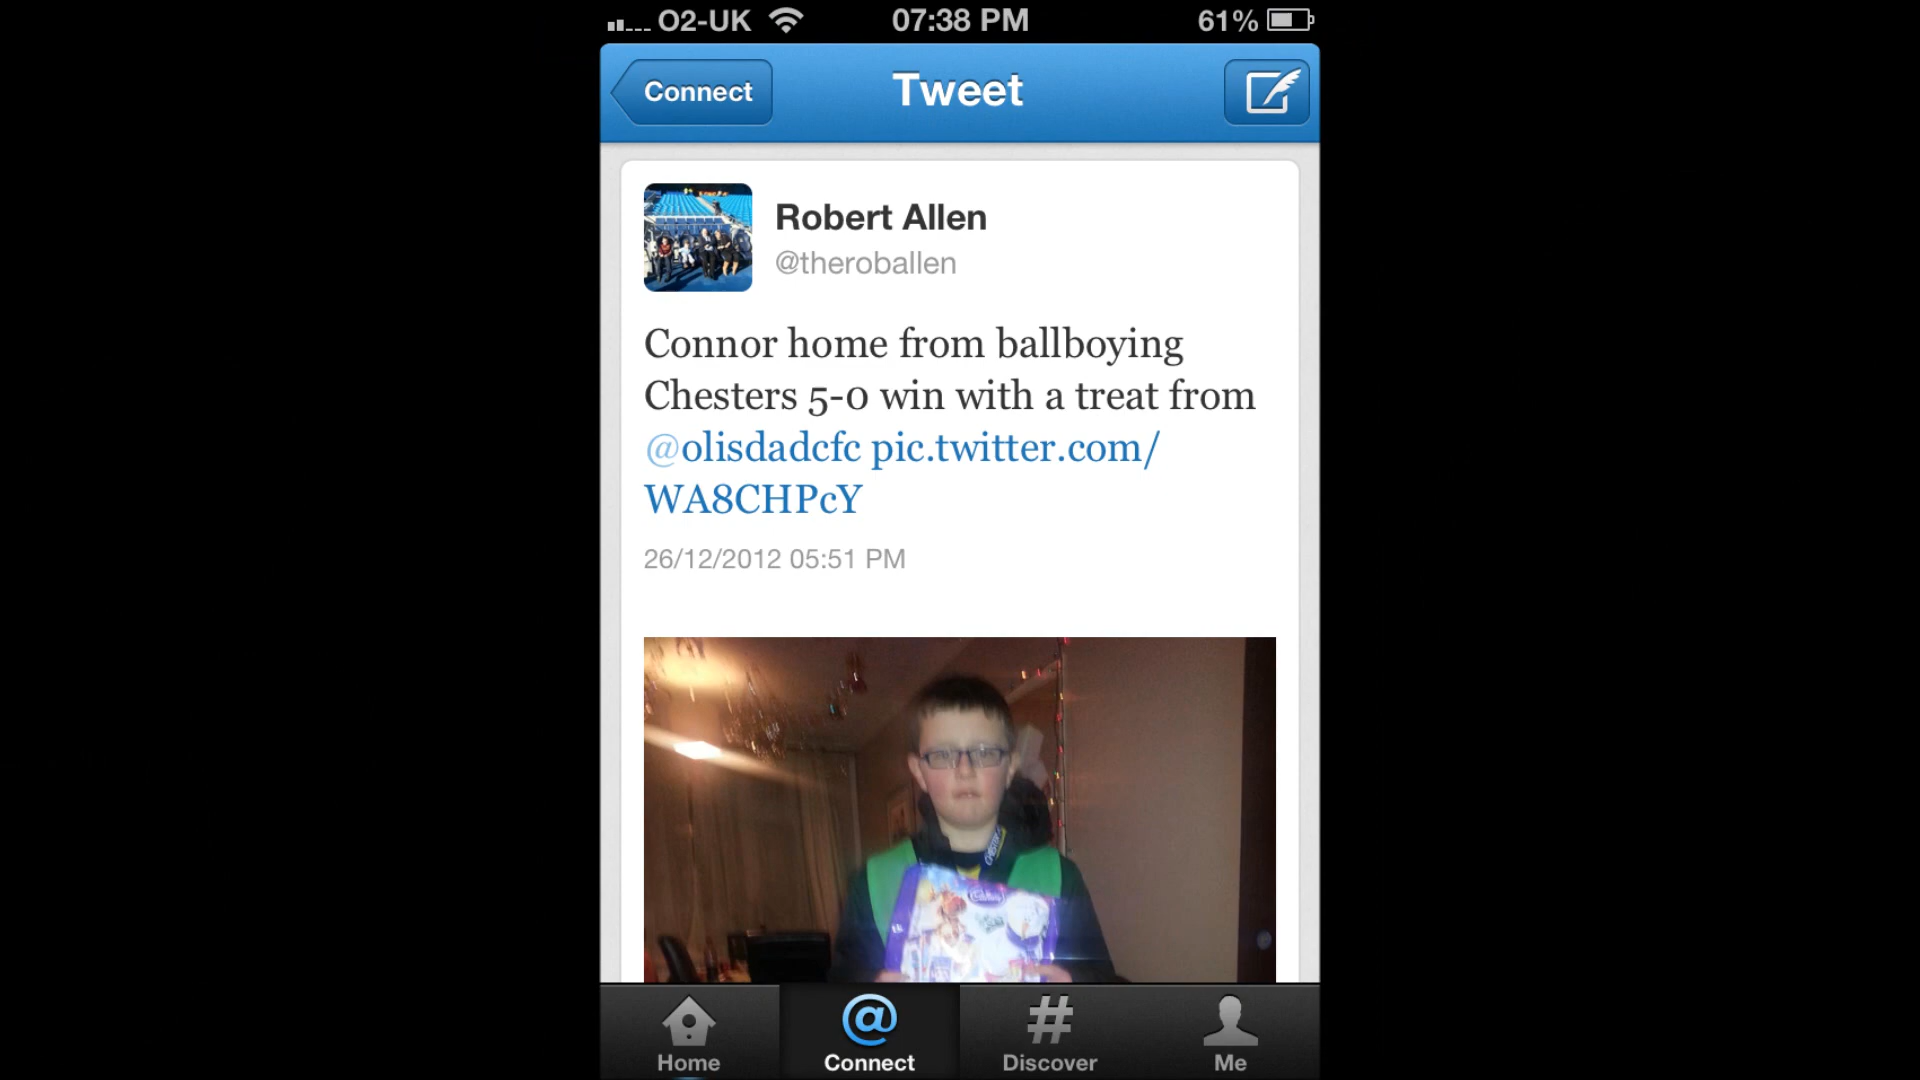 O2-UK 07:38 PM 61%
Connect Tweet
Robert Allen
@theroballen
Connor home from ballboying
Chesters 5-0 win with a treat from
@olisdadcfc pic.twitter.com/
WA8CHPcY
26/12/2012 05:51 PM
Cadbury
Home Connect Discover Me